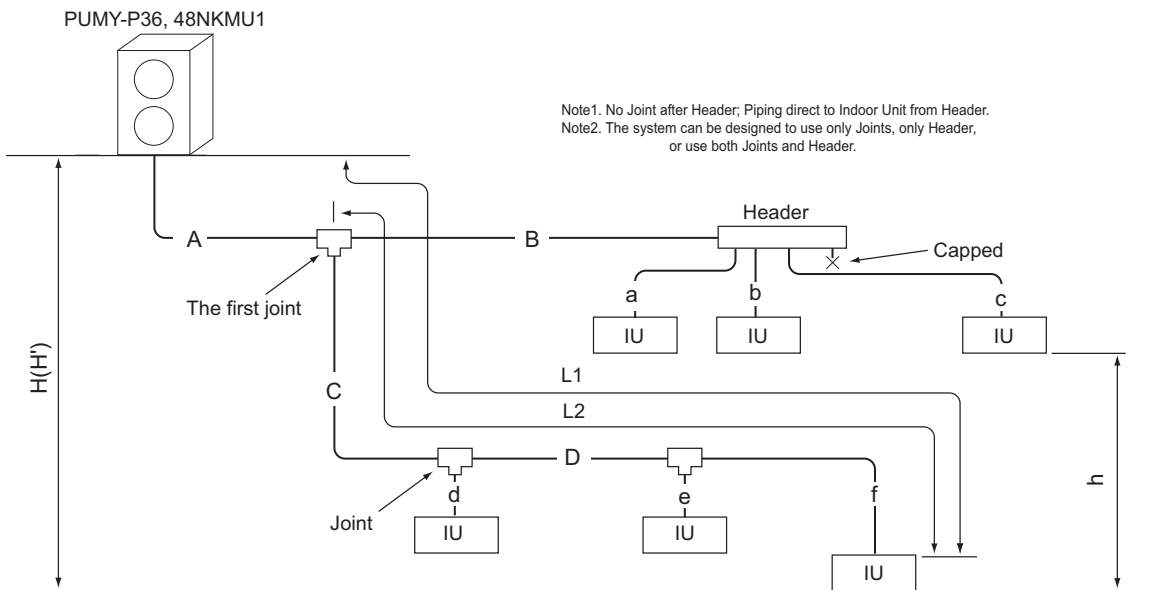 PUMY-P36, 48NKMU1
Note1. No Joint after Header; Piping direct to Indoor Unit from Header.
Note2. The system can be designed to use only Joints, only Header,
or use both Joints and Header.
Header
A
B
Capped
The first joint
a
b
c
IU
IU
IU
H(H')
C
L1
L2
D
h
d
e
f
Joint
IU
IU
IU